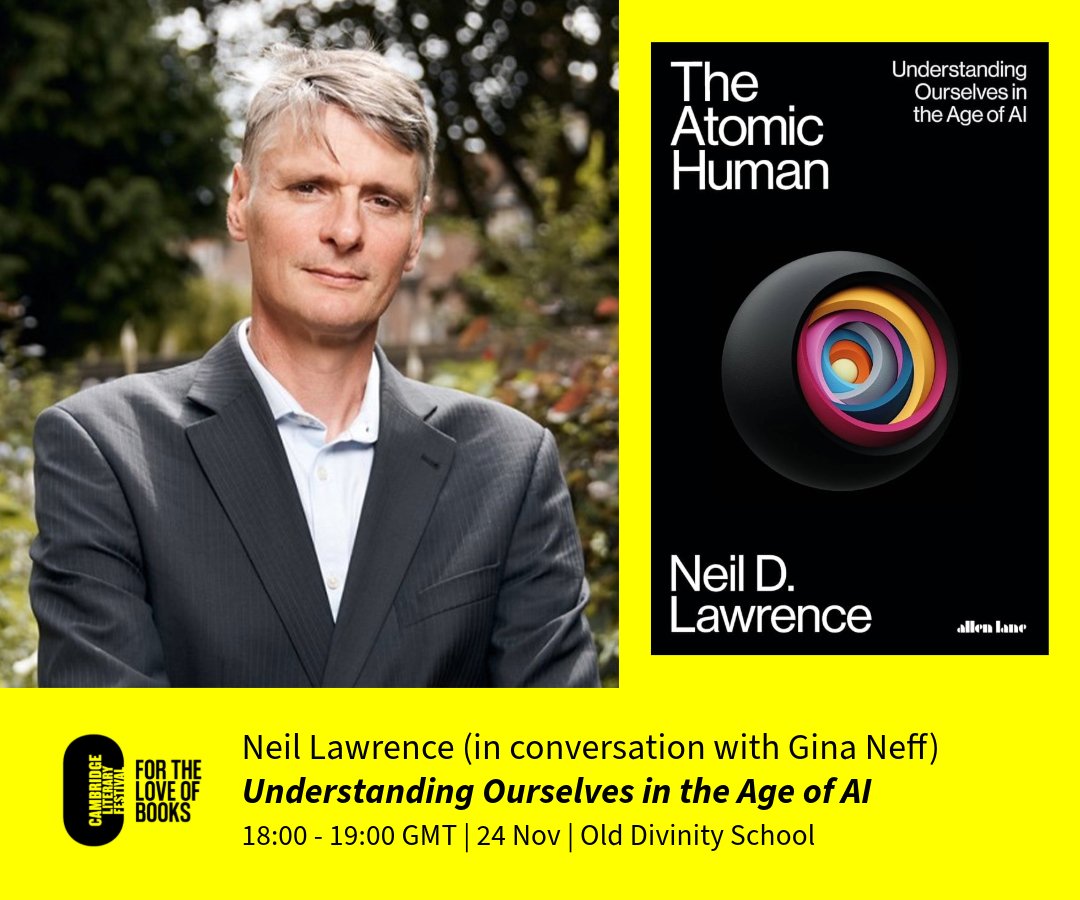 The
Atomic
Human
Understanding
Ourselves in
the Age of AI
Neil D.
Lawrence
allen lane
CAMBRIDGE
LITERARY
FESTIVAL
FOR THE
LOVE OF
BOOKS
Neil Lawrence (in conversation with Gina Neff)
Understanding Ourselves in the Age of AI
18:00 - 19:00 GMT | 24 Nov | Old Divinity School